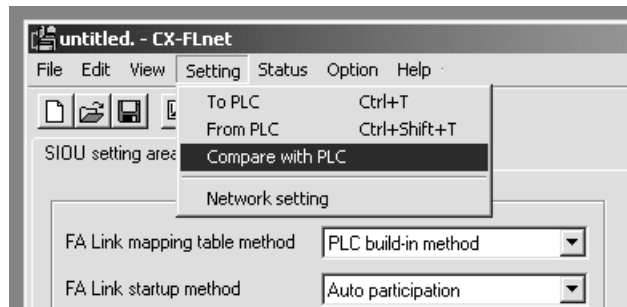 untitled. - CX-FLnet
File Edit View Setting Status Option Help
To PLC Ctrl+T
From PLC Ctrl+Shift+T
SIOU setting area
Compare with PLC
Network setting
FA Link mapping table method PLC build-in method
FA Link startup method Auto participation